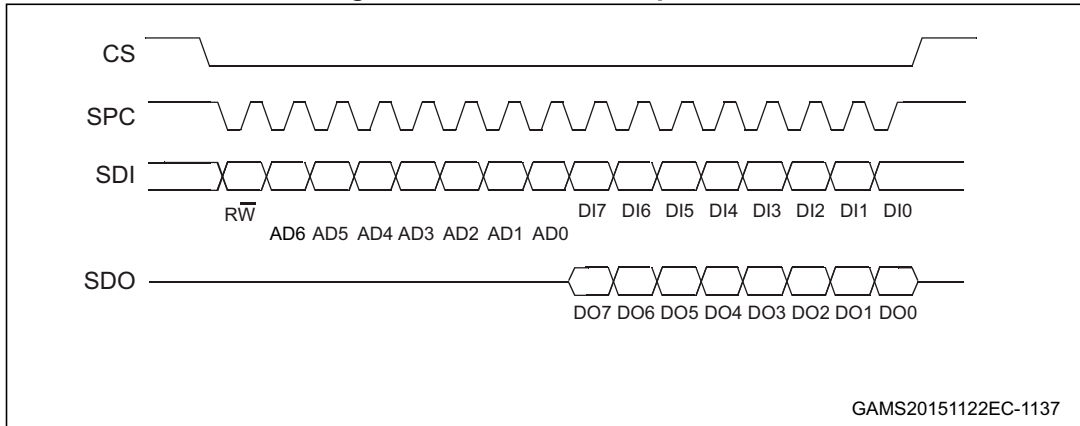 CS
SPC
SDI
RW̅
DI7 DI6 DI5 DI4 DI3 DI2 DI1 DI0
AD6 AD5 AD4 AD3 AD2 AD1 AD0
SDO
DO7 DO6 DO5 DO4 DO3 DO2 DO1 DO0
GAMS20151122EC-1137